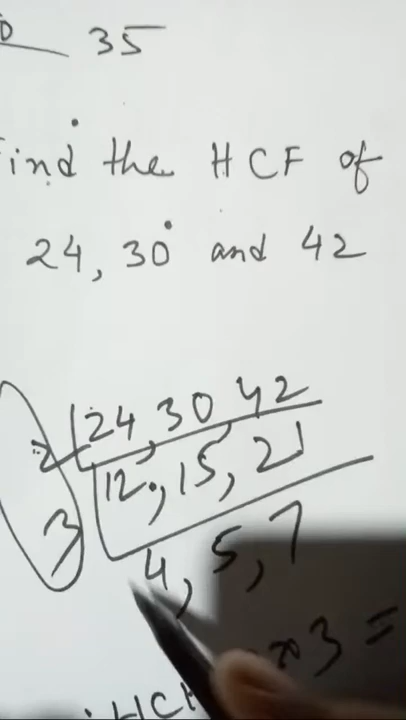 35
Find the HCF of
24, 30 and 42
2 24, 30 42
12, 15, 21
3
4, 5, 7
HCF x 3 =